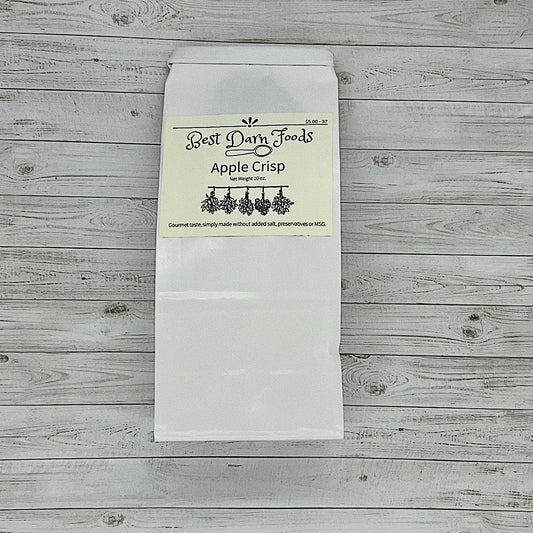 $5.00 - 37
Best Darn Foods
Apple Crisp
Net Weight 10 oz.
Gourmet taste, simply made without added salt, preservatives or MSG.